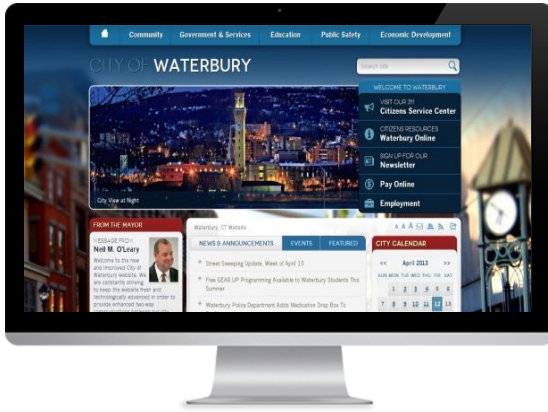 Community Government & Services Education Public Safety Economic Development
CITY OF WATERBURY
Search site
WELCOME TO WATERBURY
VISIT OUR 311
Citizens Service Center
CITIZENS RESOURCES
Waterbury Online
SIGN UP FOR OUR
Newsletter
Pay Online
Employment
City View at Night
FROM THE MAYOR
MESSAGE FROM
Neil M. O'Leary
Welcome to the new
and improved City of
Waterbury website. We
are constantly striving
to keep the website fresh and
technologically advanced in order to
provide enhanced two-way
Waterbury, CT Website
A A A
NEWS & ANNOUNCEMENTS EVENTS FEATURED
Street Sweeping Update: Week of April 15
Free GEAR UP Programming Available to Waterbury Students This
Summer
Waterbury Police Department Adds Medication Drop Box To
CITY CALENDAR
<< April 2013 >>
SUN MON TUE WED THU FRI SAT
1 2 3 4 5 6
7 8 9 10 11 12 13